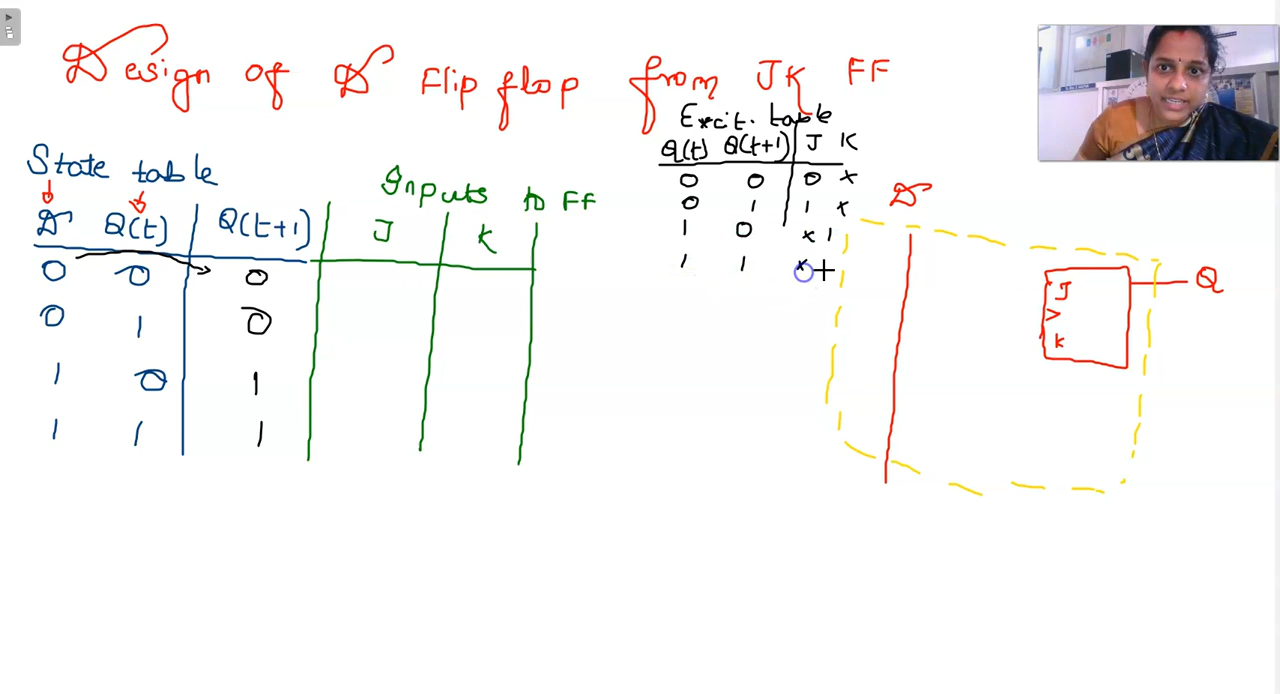 Design of D Flip flop from JK FF
Excit. table
Q(t) Q(t+1) J K
0 0 0 x
0 1 1 x
1 0 x 1
1 1 x
State table
Inputs to FF
D Q(t) Q(t+1) J K
0 0 0
0 1 0
1 0 1
1 1 1
D
J
>
K
Q